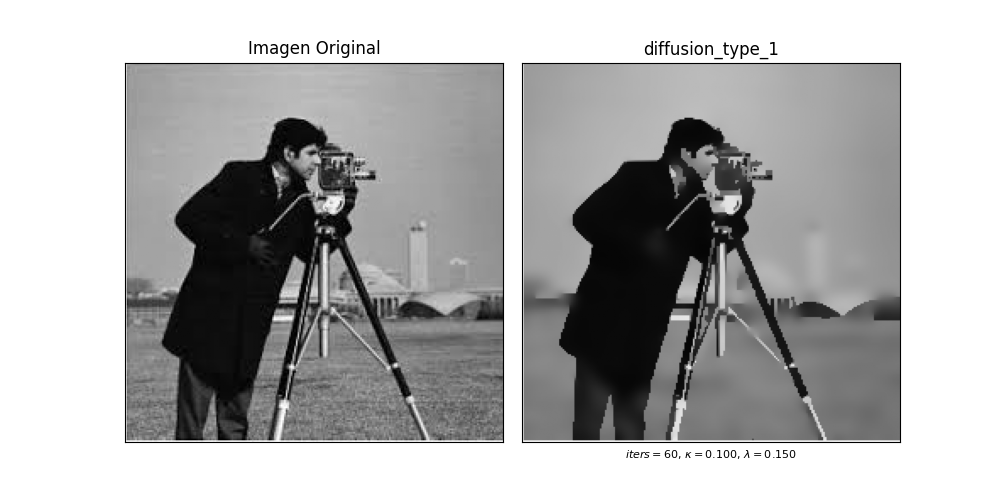 Imagen Original
diffusion_type_1
iters = 60, κ = 0.100, λ = 0.150